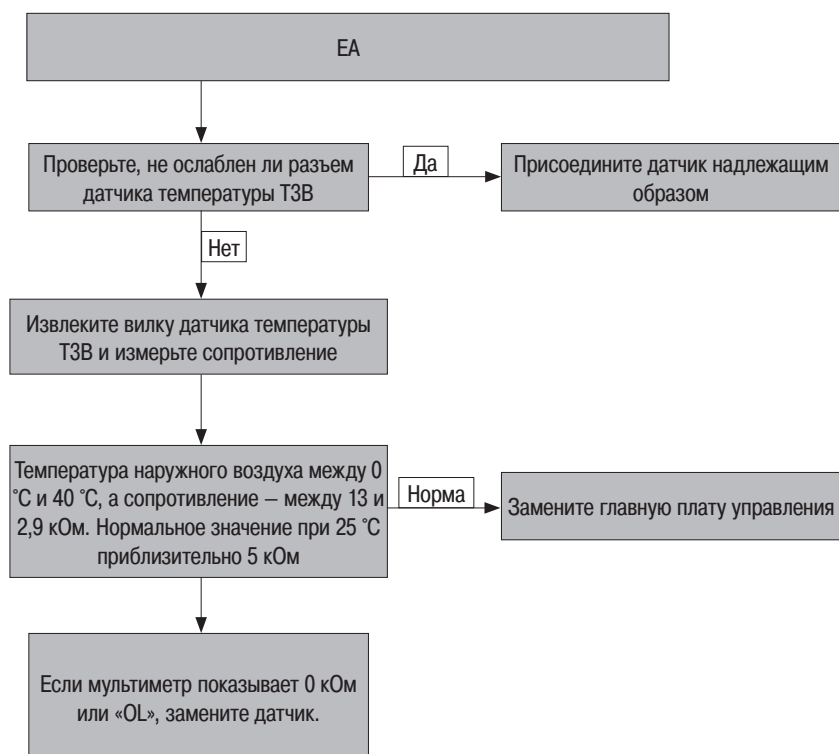 EA
Проверьте, не ослаблен ли разъем
датчика температуры T3B
Да
Присоедините датчик надлежащим
образом
Нет
Извлеките вилку датчика температуры
T3B и измерьте сопротивление
Температура наружного воздуха между 0
°C и 40 °C, а сопротивление – между 13 и
2,9 кОм. Нормальное значение при 25 °C
приблизительно 5 кОм
Норма
Замените главную плату управления
Если мультиметр показывает 0 кОм
или «OL», замените датчик.